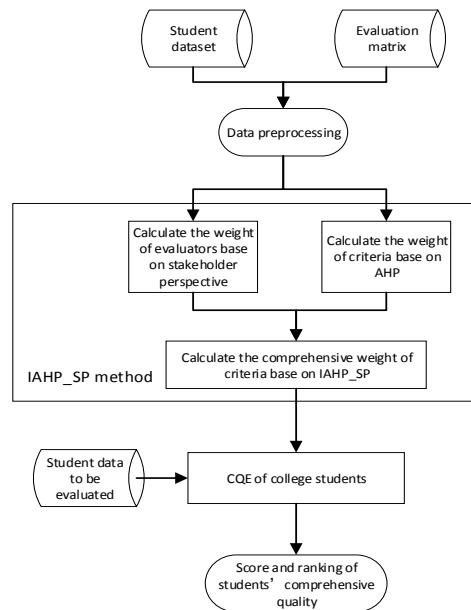 Student
dataset
Evaluation
matrix
Data preprocessing
Calculate the weight
of evaluators base
on stakeholder
perspective
Calculate the weight
of criteria base on
AHP
Calculate the comprehensive weight of
criteria base on IAHP_SP
IAHP_SP method
Student data
to be
evaluated
CQE of college students
Score and ranking of
students’ comprehensive
quality